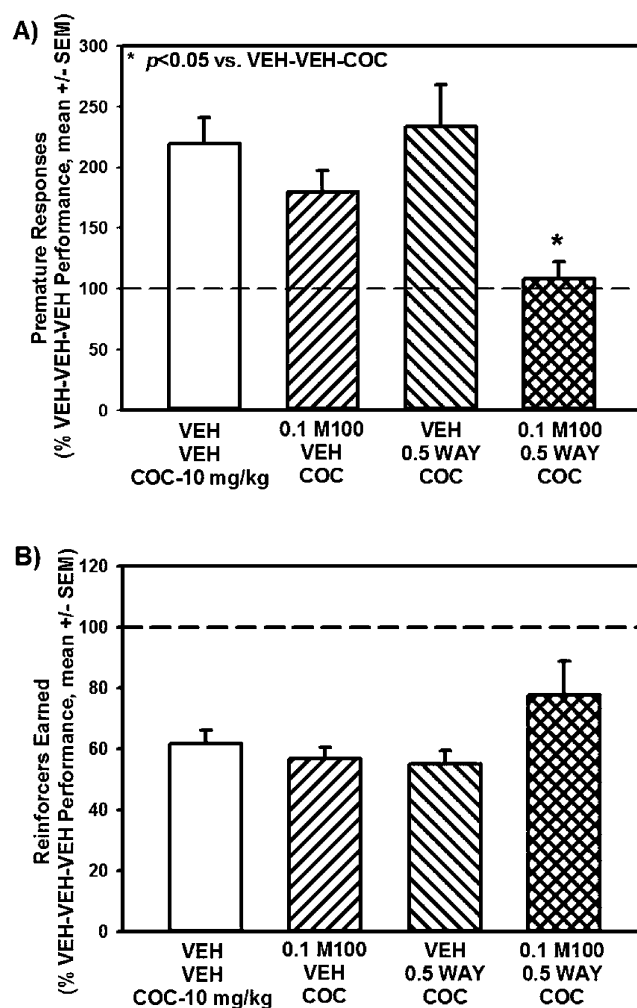 A)
Premature Responses
(% VEH-VEH-VEH Performance, mean +/- SEM)
300
250
200
150
100
50
0
* p<0.05 vs. VEH-VEH-COC
*
VEH 0.1 M100 VEH 0.1 M100
VEH VEH 0.5 WAY 0.5 WAY
COC-10 mg/kg COC COC COC
B)
Reinforcers Earned
(% VEH-VEH-VEH Performance, mean +/- SEM)
120
100
80
60
40
20
0
VEH 0.1 M100 VEH 0.1 M100
VEH VEH 0.5 WAY 0.5 WAY
COC-10 mg/kg COC COC COC